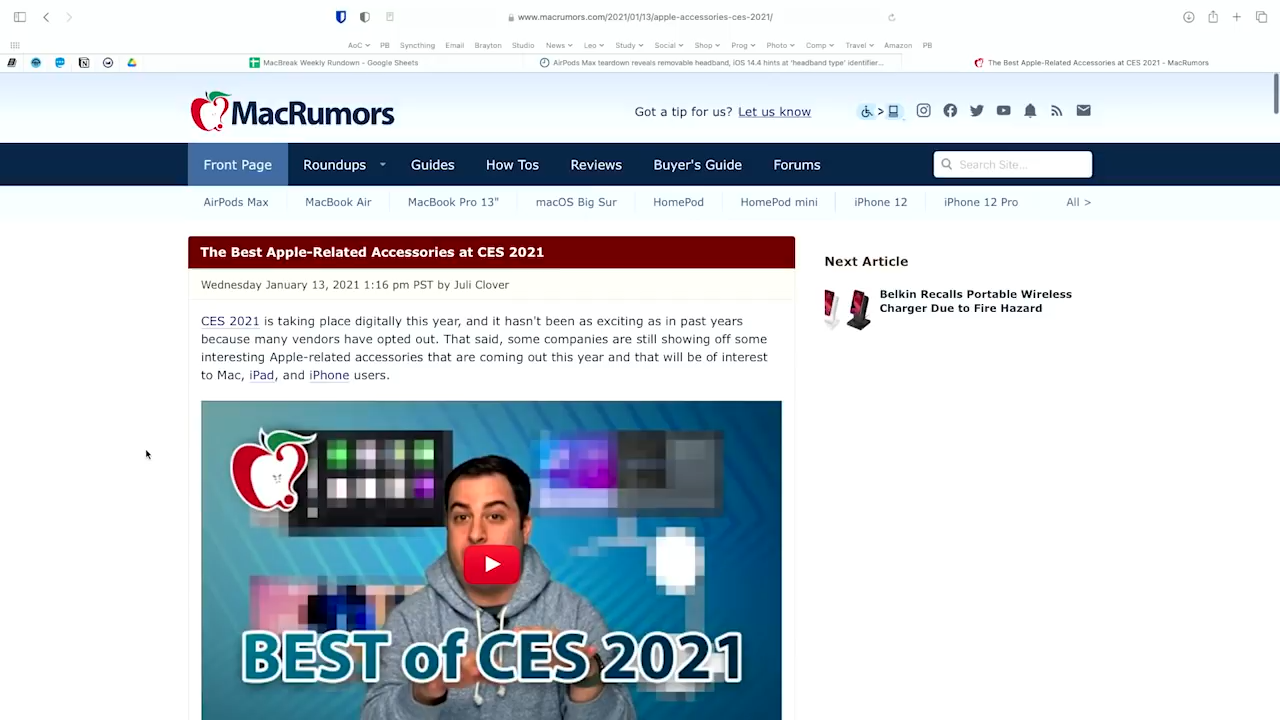 www.macrumors.com/2021/01/13/apple-accessories-ces-2021/
AoC PB Syncthing Email Brayton Studio News Leo Study Social Shop Prog Photo Comp Travel Amazon PB
MacBreak Weekly Rundown - Google Sheets
AirPods Max teardown reveals removable headband, iOS 14.4 hints at 'headband type' identifier...
The Best Apple-Related Accessories at CES 2021 - MacRumors
MacRumors
Got a tip for us? Let us know
>
Front Page Roundups Guides How Tos Reviews Buyer's Guide Forums
Search Site...
AirPods Max MacBook Air MacBook Pro 13" macOS Big Sur HomePod HomePod mini iPhone 12 iPhone 12 Pro All >
The Best Apple-Related Accessories at CES 2021
Wednesday January 13, 2021 1:16 pm PST by Juli Clover
CES 2021 is taking place digitally this year, and it hasn't been as exciting as in past years
because many vendors have opted out. That said, some companies are still showing off some
interesting Apple-related accessories that are coming out this year and that will be of interest
to Mac, iPad, and iPhone users.
BEST of CES 2021
Next Article
Belkin Recalls Portable Wireless
Charger Due to Fire Hazard